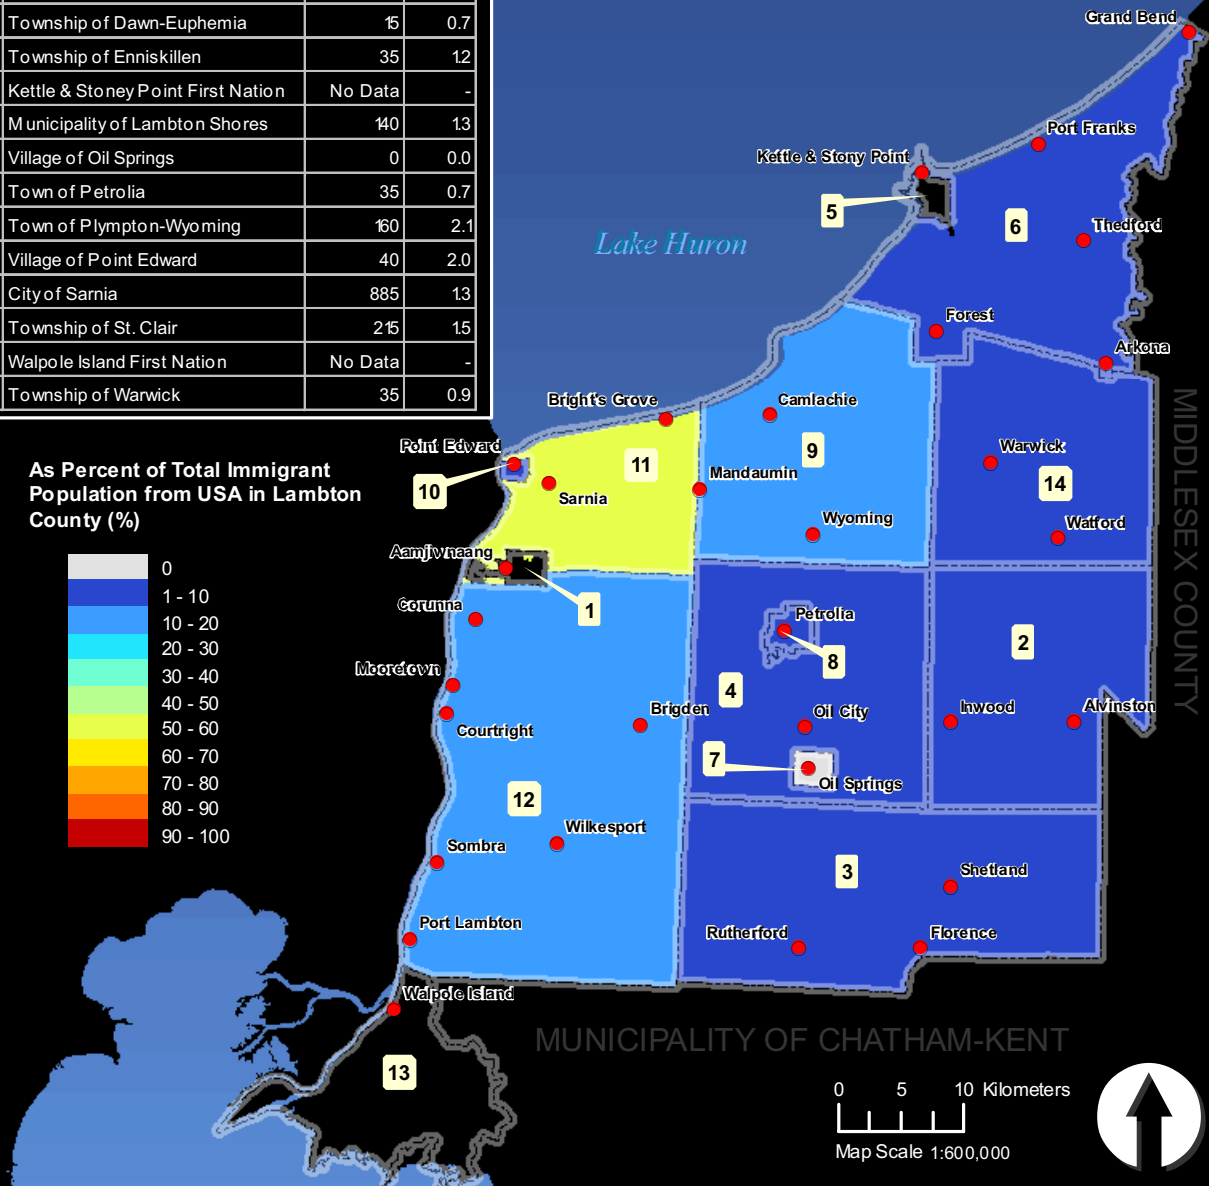 Township of Dawn-Euphemia 15 0.7
Township of Enniskillen 35 1.2
Kettle & Stoney Point First Nation No Data -
Municipality of Lambton Shores 140 1.3
Village of Oil Springs 0 0.0
Town of Petrolia 35 0.7
Town of Plympton-Wyoming 160 2.1
Village of Point Edward 40 2.0
City of Sarnia 885 1.3
Township of St. Clair 215 1.5
Walpole Island First Nation No Data -
Township of Warwick 35 0.9
Grand Bend
Port Franks
Kettle & Stony Point
5
6
Thedford
Lake Huron
Forest
Arkona
Bright's Grove
Camlachie
Point Edward
11
9
Warwick
10
Sarnia
Mandaumin
14
Wyoming
Watford
Aamjiwnaang
1
Corunna
Petrolia
8
2
Mooretown
4
Brigden
Oil City
Inwood
Alvinston
Courtright
7
Oil Springs
12
Wilkesport
Sombra
3
Shetland
Port Lambton
Rutherford
Florence
Walpole Island
13
MIDDLESEX COUNTY
MUNICIPALITY OF CHATHAM-KENT
As Percent of Total Immigrant
Population from USA in Lambton
County (%)
0
1 - 10
10 - 20
20 - 30
30 - 40
40 - 50
50 - 60
60 - 70
70 - 80
80 - 90
90 - 100
0 5 10 Kilometers
Map Scale 1:600,000